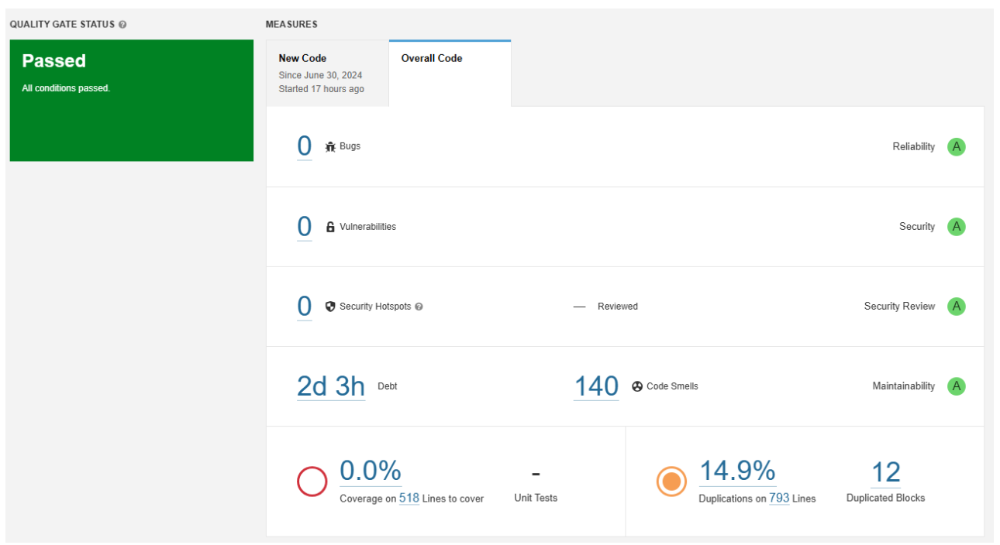 QUALITY GATE STATUS
MEASURES
Passed
All conditions passed.
New Code
Since June 30, 2024
Started 17 hours ago
Overall Code
0 Bugs
Reliability A
0 Vulnerabilities
Security A
0 Security Hotspots
— Reviewed
Security Review A
2d 3h Debt
140 Code Smells
Maintainability A
0.0%
Coverage on 518 Lines to cover
-
Unit Tests
14.9%
Duplications on 793 Lines
12
Duplicated Blocks